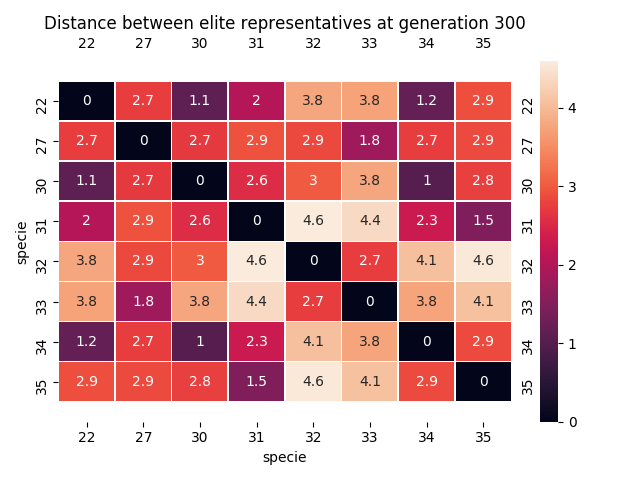 Distance between elite representatives at generation 300
22 27 30 31 32 33 34 35
22 0 2.7 1.1 2 3.8 3.8 1.2 2.9 22
27 2.7 0 2.7 2.9 2.9 1.8 2.7 2.9 27
30 1.1 2.7 0 2.6 3 3.8 1 2.8 30
31 2 2.9 2.6 0 4.6 4.4 2.3 1.5 31
32 3.8 2.9 3 4.6 0 2.7 4.1 4.6 32
33 3.8 1.8 3.8 4.4 2.7 0 3.8 4.1 33
34 1.2 2.7 1 2.3 4.1 3.8 0 2.9 34
35 2.9 2.9 2.8 1.5 4.6 4.1 2.9 0 35
22 27 30 31 32 33 34 35
specie
specie
4
3
2
1
0